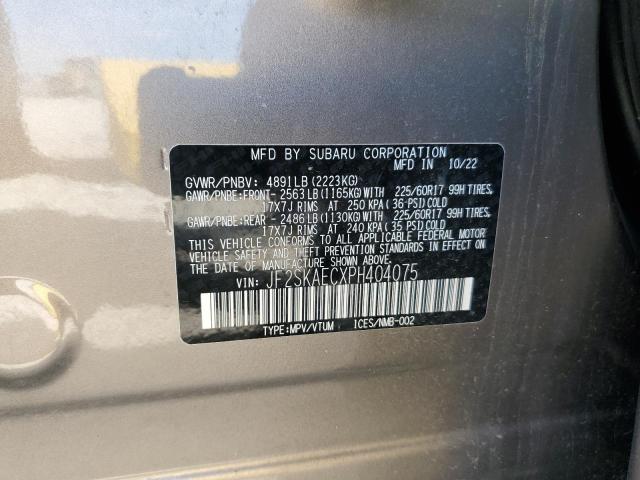 MFD BY SUBARU CORPORATION
MFD IN 10/22
GVWR/PNBV: 4891LB(2223KG)
GAWR/PNBE:FRONT- 2563LB(1165KG)WITH 225/60R17 99H TIRES,
17X7J RIMS AT 250 KPA(36 PSI)COLD
GAWR/PNBE:REAR - 2486LB(1130KG)WITH 225/60R17 99H TIRES,
17X7J RIMS AT 240 KPA(35 PSI)COLD
THIS VEHICLE CONFORMS TO ALL APPLICABLE FEDERAL MOTOR
VEHICLE SAFETY AND THEFT PREVENTION STANDARDS IN EFFECT
ON THE DATE OF MANUFACTURE SHOWN ABOVE.
VIN: JF2SKAECXPH404075
TYPE:MPV/VTUM ICES/NMB-002